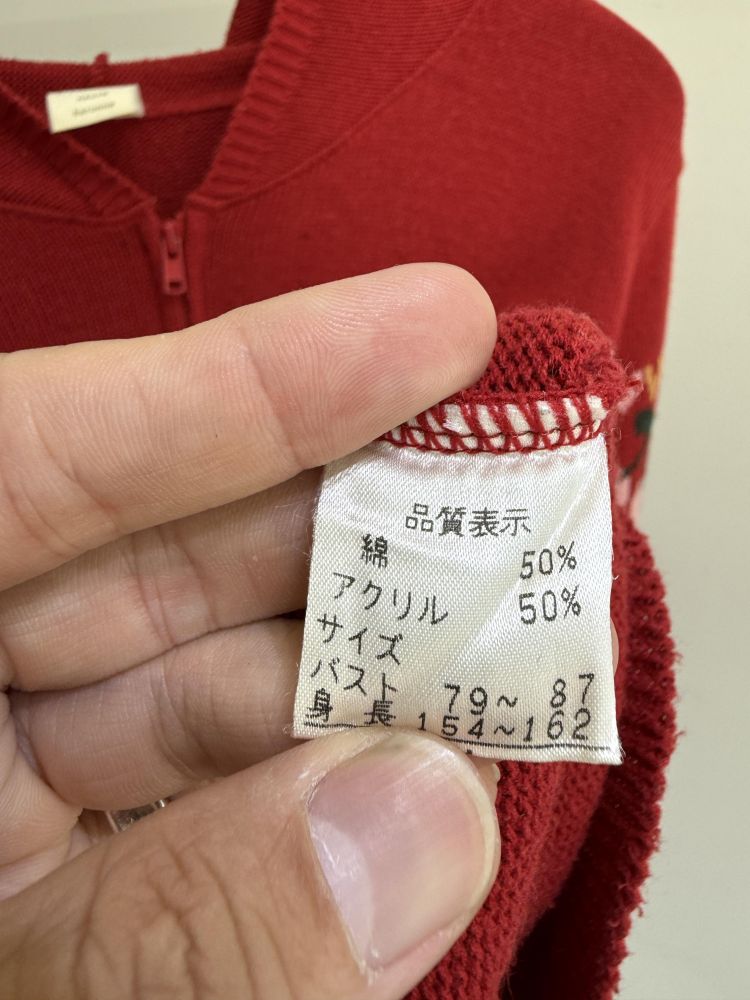 品質表示
綿 50%
アクリル 50%
サイズ
バスト 79~ 87
身 長 154~162